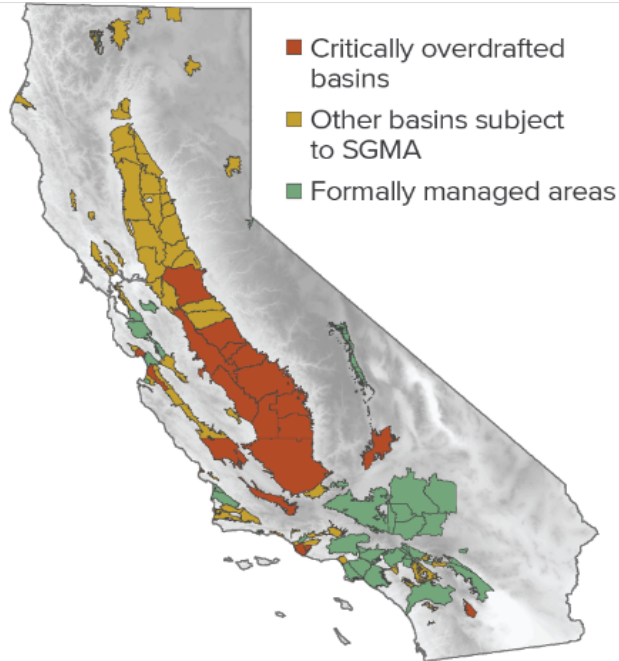 Critically overdrafted
basins
Other basins subject
to SGMA
Formally managed areas